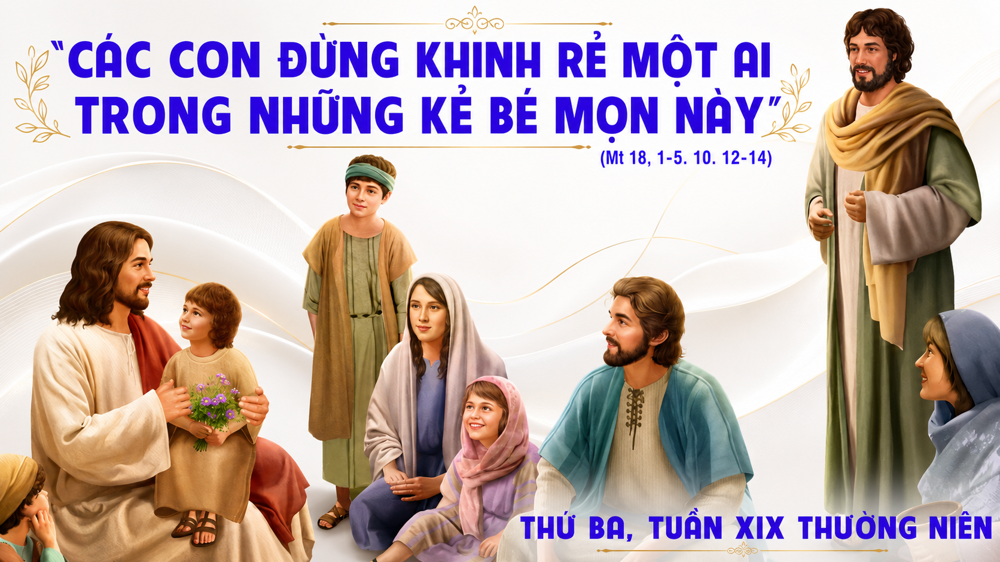 “CÁC CON ĐỪNG KHINH RẺ MỘT AI
TRONG NHỮNG KẺ BÉ MỌN NÀY”
(Mt 18, 1-5. 10. 12-14)
THỨ BA, TUẦN XIX THƯỜNG NIÊN